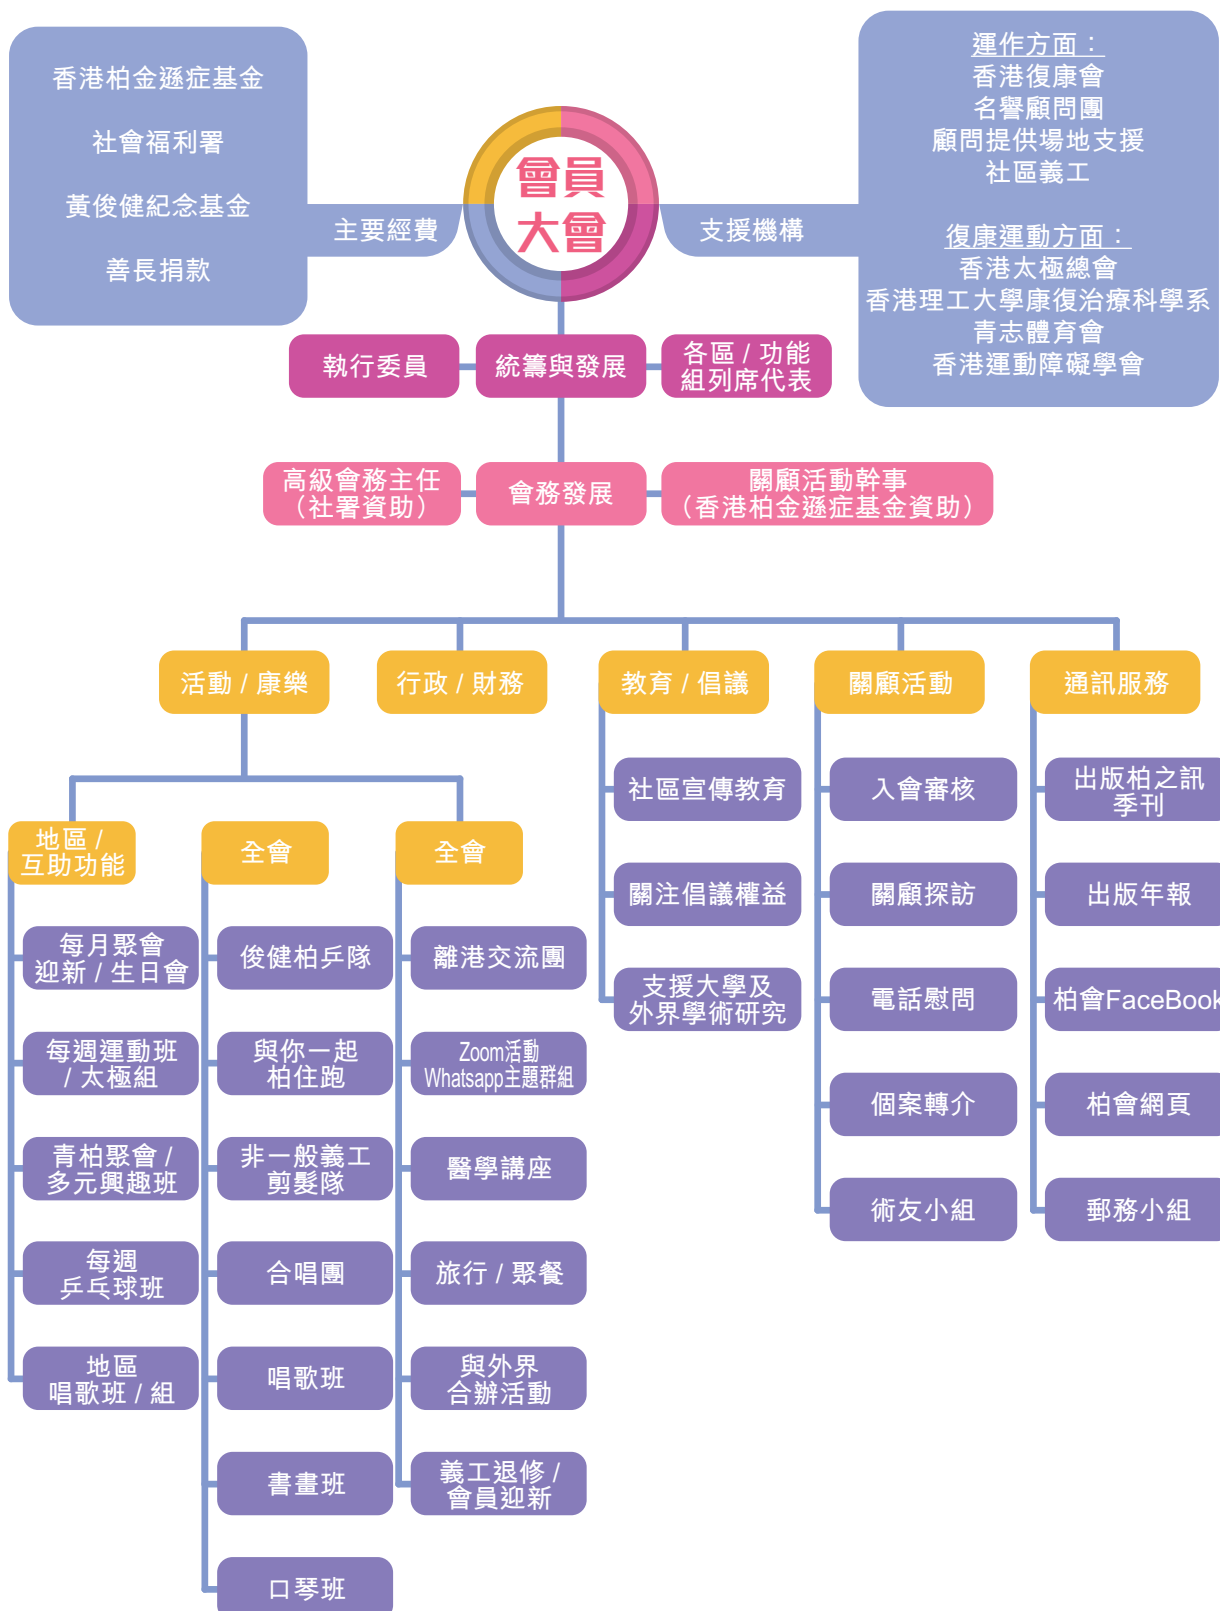 香港柏金遜症基金
社會福利署
黃俊健紀念基金
善長捐款
主要經費
會員
大會
支援機構
運作方面：
香港復康會
名譽顧問團
顧問提供場地支援
社區義工
復康運動方面：
香港太極總會
香港理工大學康復治療科學系
青志體育會
香港運動障礙學會
執行委員
統籌與發展
各區 / 功能
組列席代表
高級會務主任
（社署資助）
會務發展
關顧活動幹事
（香港柏金遜症基金資助）
活動 / 康樂
行政 / 財務
教育 / 倡議
關顧活動
通訊服務
地區 /
互助功能
每月聚會
迎新 / 生日會
每週運動班
/ 太極組
青柏聚會 /
多元興趣班
每週
乒乓球班
地區
唱歌班 / 組
全會
俊健柏乒隊
與你一起
柏住跑
非一般義工
剪髮隊
合唱團
唱歌班
書畫班
口琴班
全會
離港交流團
Zoom活動
Whatsapp主題群組
醫學講座
旅行 / 聚餐
與外界
合辦活動
義工退修 /
會員迎新
社區宣傳教育
關注倡議權益
支援大學及
外界學術研究
入會審核
關顧探訪
電話慰問
個案轉介
術友小組
出版柏之訊
季刊
出版年報
柏會FaceBook
柏會網頁
郵務小組